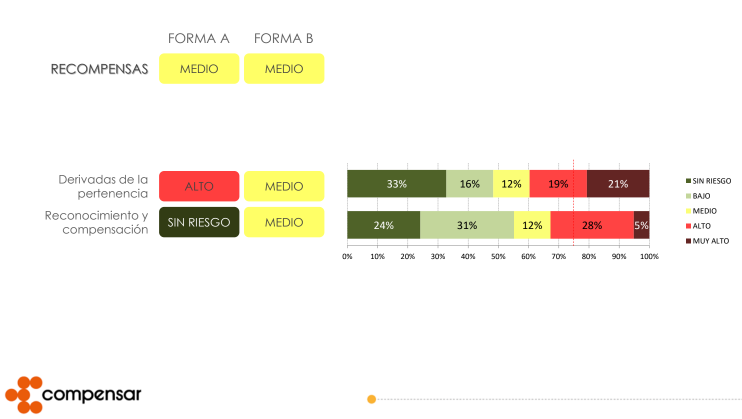 FORMA A FORMA B
RECOMPENSAS MEDIO MEDIO
Derivadas de la
pertenencia
ALTO MEDIO
33% 16% 12% 19% 21%
Reconocimiento y
compensación
SIN RIESGO MEDIO
24% 31% 12% 28% 5%
0% 10% 20% 30% 40% 50% 60% 70% 80% 90% 100%
SIN RIESGO
BAJO
MEDIO
ALTO
MUY ALTO
compensar